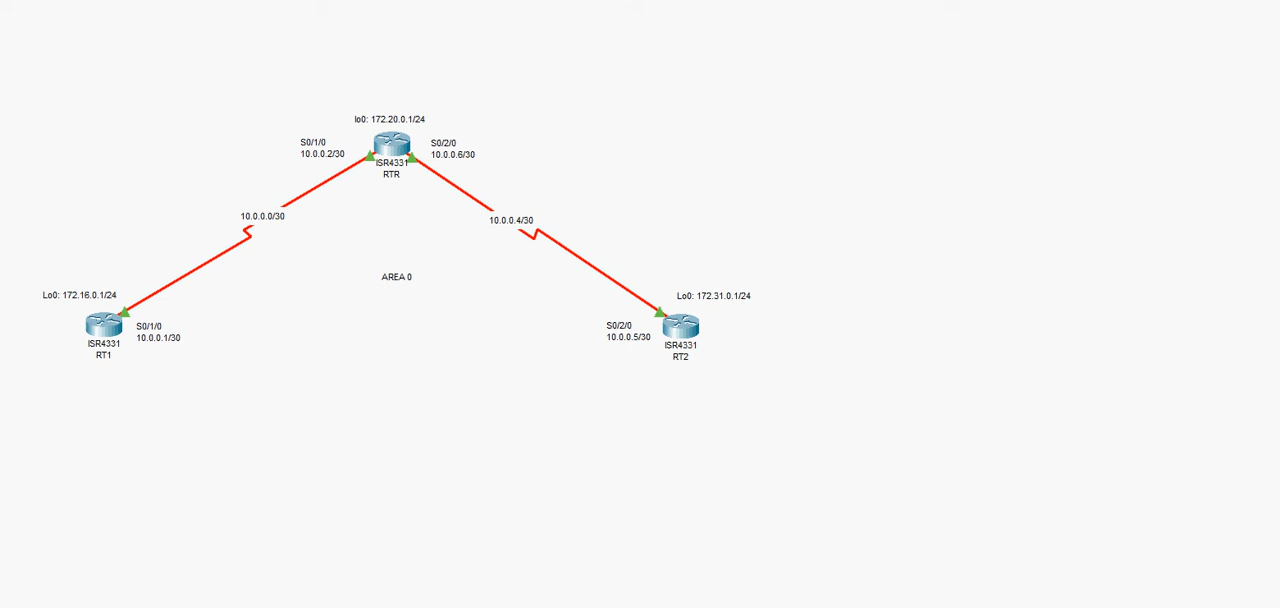 lo0: 172.20.0.1/24
S0/1/0
10.0.0.2/30
S0/2/0
10.0.0.6/30
ISR4331
RTR
10.0.0.0/30
10.0.0.4/30
AREA 0
Lo0: 172.16.0.1/24
S0/1/0
10.0.0.1/30
ISR4331
RT1
Lo0: 172.31.0.1/24
S0/2/0
10.0.0.5/30
ISR4331
RT2